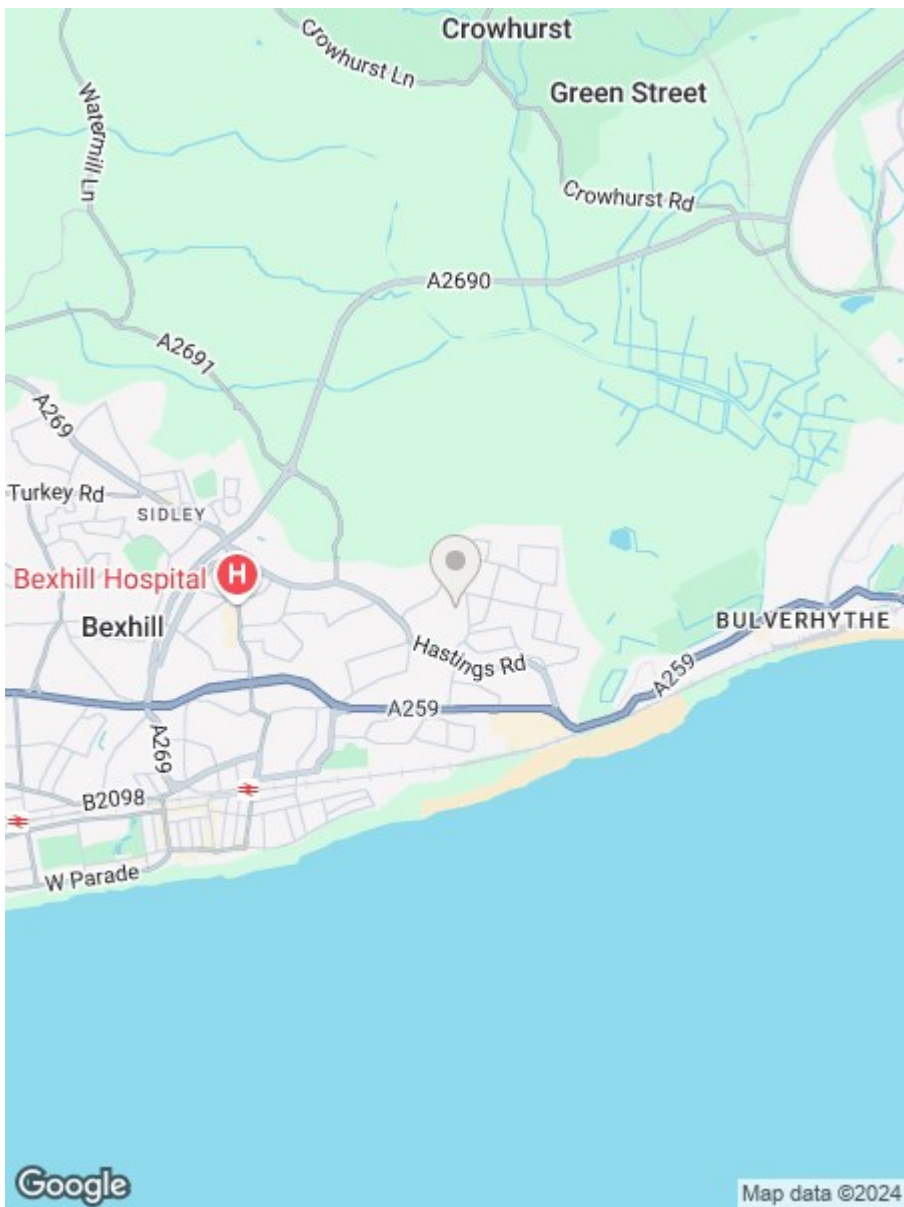 Crowhurst
Crowhurst Ln
Green Street
Watermill Ln
Crowhurst Rd
A2690
A2691
A269
Turkey Rd
SIDLEY
Bexhill Hospital H
Bexhill
BULVERHYTHE
Hastings Rd
A259
A259
A269
B2098
W Parade
Google
Map data ©2024